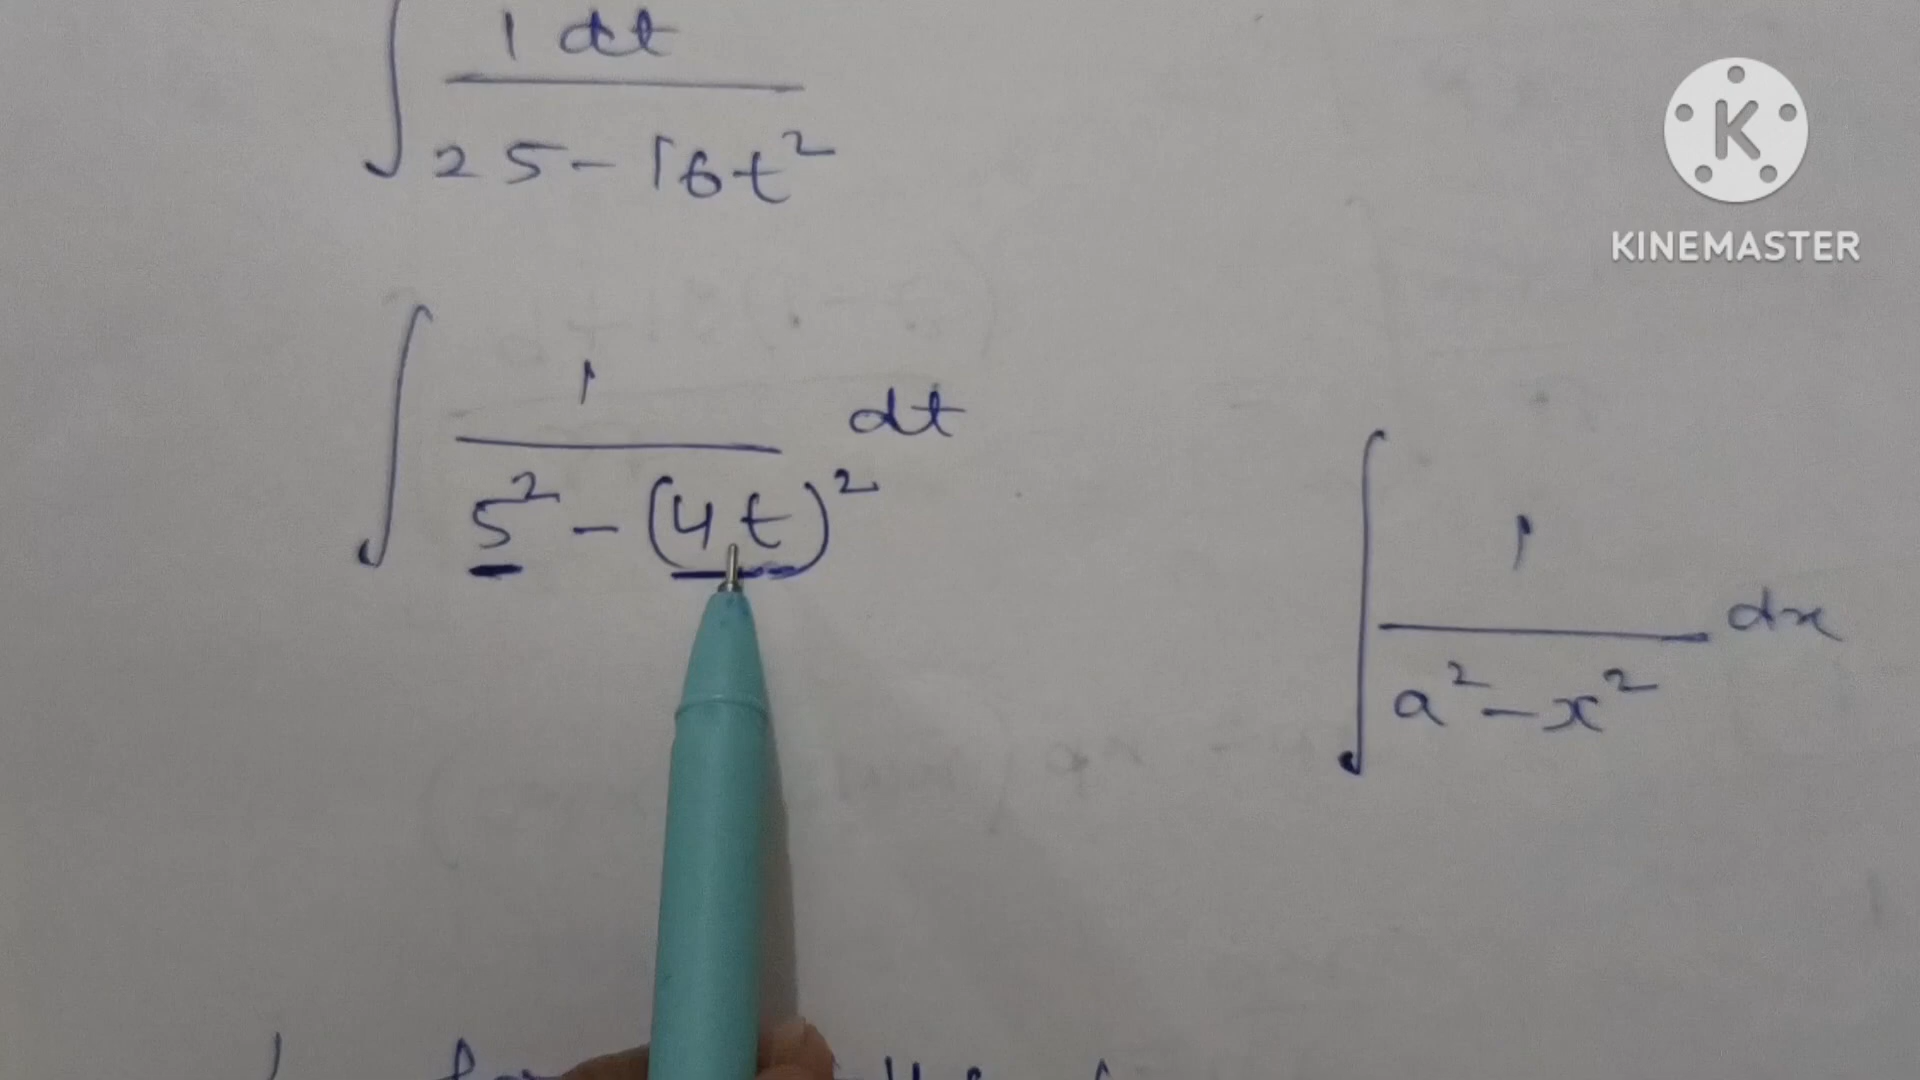 ∫ 1 dt / 25 - 16t²
∫ 1 / 5² - (4t)² dt
∫ 1 / a² - x² dx
K
KINEMASTER